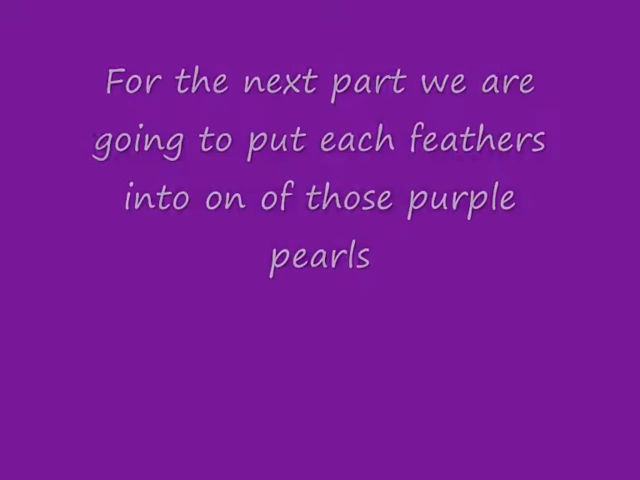 For the next part we are
going to put each feathers
into on of those purple
pearls